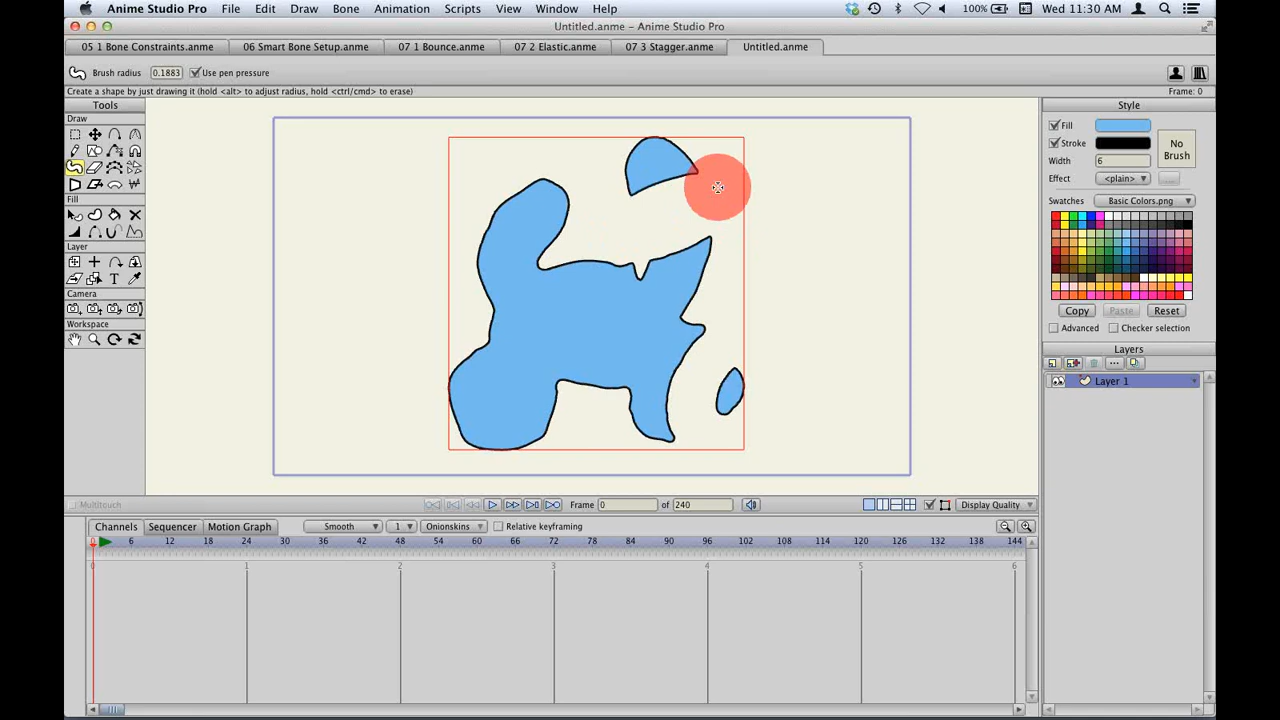 Anime Studio Pro File Edit Draw Bone Animation Scripts View Window Help 100% Wed 11:30 AM
Untitled.anme – Anime Studio Pro
05 1 Bone Constraints.anme 06 Smart Bone Setup.anme 07 1 Bounce.anme 07 2 Elastic.anme 07 3 Stagger.anme Untitled.anme
Brush radius 0.1883 Use pen pressure
Create a shape by just drawing it (hold <alt> to adjust radius, hold <ctrl/cmd> to erase) Frame: 0
Tools
Draw
Fill
Layer
T
Camera
Workspace
Style
Fill
Stroke
No Brush
Width 6
Effect <plain> ...
Swatches Basic Colors.png
Copy Paste Reset
Advanced Checker selection
Layers
Layer 1
Multitouch Frame 0 of 240 Display Quality
Channels Sequencer Motion Graph Smooth 1 Onionskins Relative keyframing
0 6 12 18 24 30 36 42 48 54 60 66 72 78 84 90 96 102 108 114 120 126 132 138 144
0 1 2 3 4 5 6